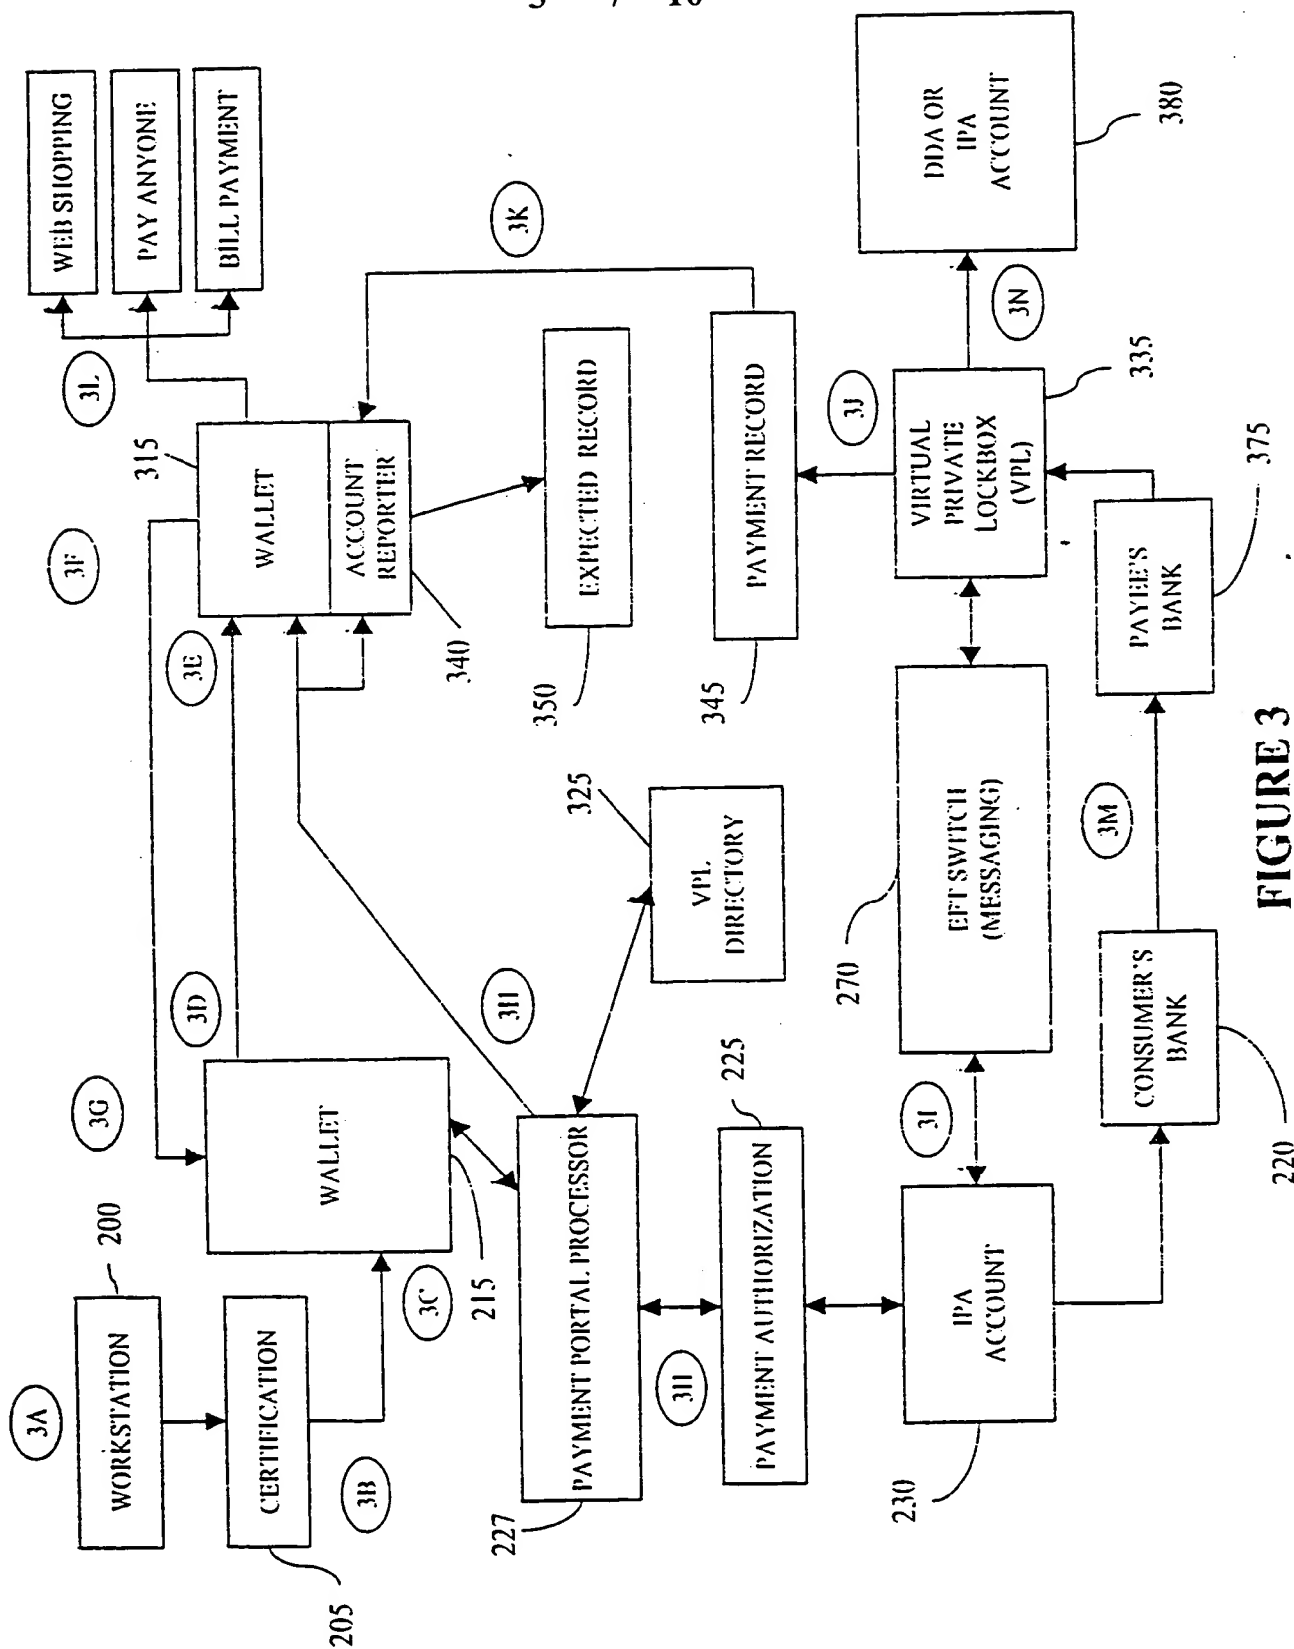 3A
WORKSTATION
200
CERTIFICATION
205
3B
3C
3G
WALLET
215
3D
3E
3F
WALLET
315
ACCOUNT
REPORTER
340
3L
WEB SHOPPING
PAY ANYONE
BILL PAYMENT
3K
EXPECTED RECORD
350
PAYMENT RECORD
345
3H
VPL
DIRECTORY
325
PAYMENT PORTAL PROCESSOR
227
3H
PAYMENT AUTHORIZATION
225
IPA
ACCOUNT
230
3I
EFT SWITCH
(MESSAGING)
270
3J
VIRTUAL
PRIVATE
LOCKBOX
(VPL)
335
3N
DDA OR
IPA
ACCOUNT
380
CONSUMER'S
BANK
220
3M
PAYEE'S
BANK
375
FIGURE 3